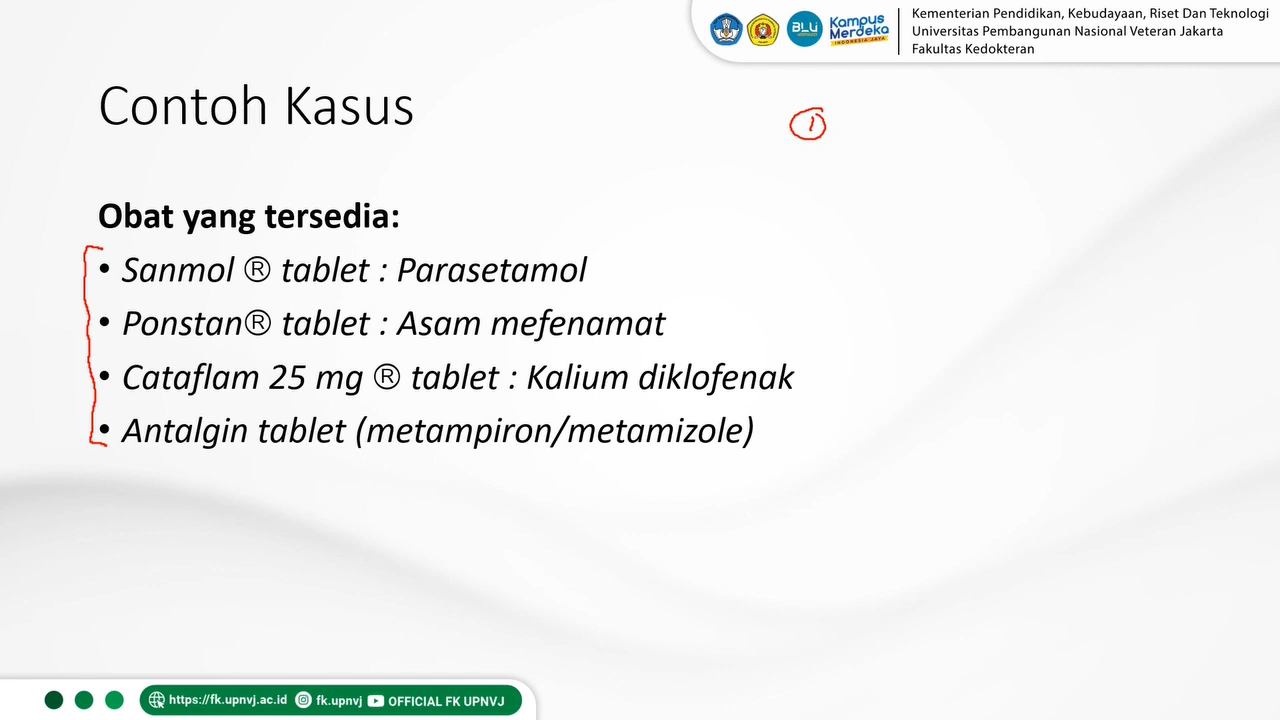 Kampus
Merdeka
INDONESIA JAYA
BLU
Kementerian Pendidikan, Kebudayaan, Riset Dan Teknologi
Universitas Pembangunan Nasional Veteran Jakarta
Fakultas Kedokteran
Contoh Kasus
1
Obat yang tersedia:
• Sanmol ® tablet : Parasetamol
• Ponstan® tablet : Asam mefenamat
• Cataflam 25 mg ® tablet : Kalium diklofenak
• Antalgin tablet (metampiron/metamizole)
https://fk.upnvj.ac.id fk.upnvj OFFICIAL FK UPNVJ